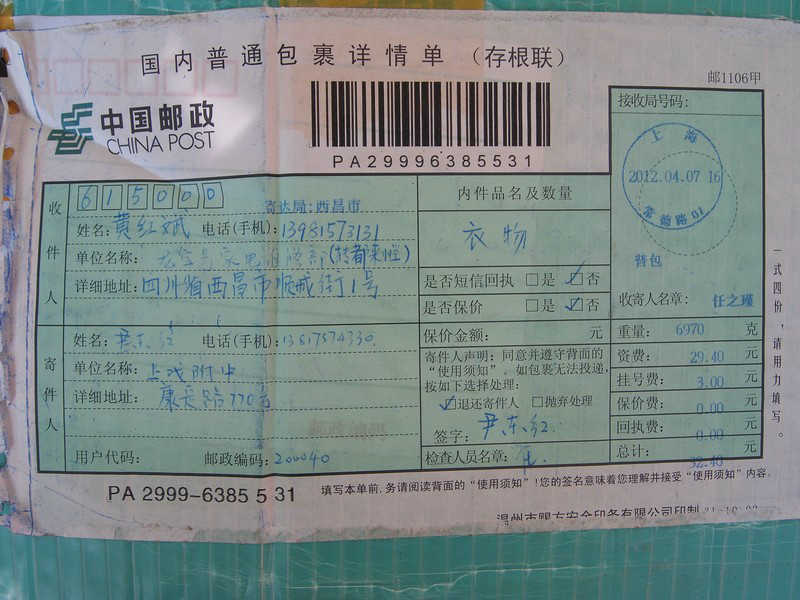 国内普通包裹详情单 (存根联)
邮1106甲
中国邮政
CHINA POST
PA29996385531
接收局号码:
上海
2012.04.07 16
背包
收寄人名章: 任之瑾
收件人
615000
寄达局:西昌市
姓名: 黄红斌 电话(手机): 13981573131
单位名称:
详细地址: 四川省西昌市顺城街1号
内件品名及数量
衣物
是否短信回执 □是 ☑否
是否保价 □是 ☑否
寄件人
姓名: 尹东红 电话(手机):
单位名称: 上戏附中
详细地址: 康定路770号
用户代码: 邮政编码: 200040
保价金额: 元
寄件人声明:同意并遵守背面的
“使用须知”,如包裹无法投递,
按如下选择处理:
☑退还寄件人 □抛弃处理
签字: 尹东红
检查人员名章:
重量: 6970 克
资费: 29.40 元
挂号费: 3.00 元
保价费: 0.00 元
回执费: 0.00 元
总计: 32.40 元
一式四份,请用力填写。
PA 2999-6385 5 31
填写本单前,务请阅读背面的“使用须知”!您的签名意味着您理解并接受“使用须知”内容。